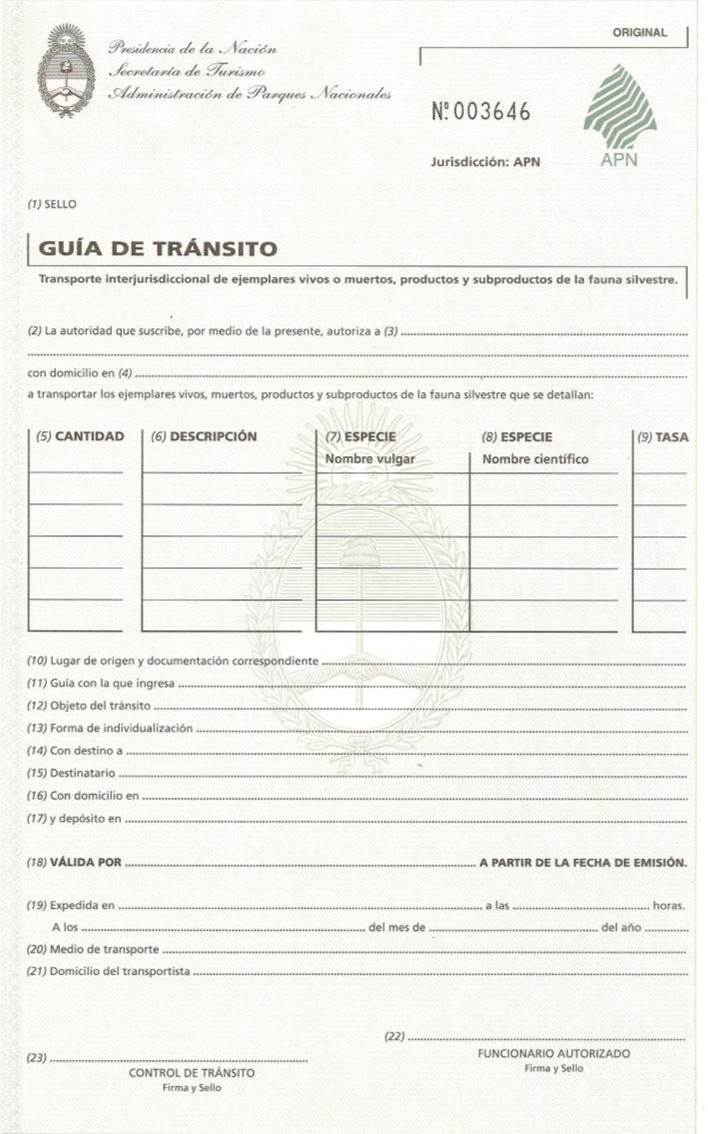 ORIGINAL
Presidencia de la Nación
Secretaría de Turismo
Administración de Parques Nacionales
Nº 003646
Jurisdicción: APN
APN
(1) SELLO
GUÍA DE TRÁNSITO
Transporte interjurisdiccional de ejemplares vivos o muertos, productos y subproductos de la fauna silvestre.
(2) La autoridad que suscribe, por medio de la presente, autoriza a (3)
con domicilio en (4)
a transportar los ejemplares vivos, muertos, productos y subproductos de la fauna silvestre que se detallan:
(5) CANTIDAD (6) DESCRIPCIÓN (7) ESPECIE (8) ESPECIE (9) TASA
Nombre vulgar Nombre científico
(10) Lugar de origen y documentación correspondiente
(11) Guía con la que ingresa
(12) Objeto del tránsito
(13) Forma de individualización
(14) Con destino a
(15) Destinatario
(16) Con domicilio en
(17) y depósito en
(18) VÁLIDA POR A PARTIR DE LA FECHA DE EMISIÓN.
(19) Expedida en a las horas.
A los del mes de del año
(20) Medio de transporte
(21) Domicilio del transportista
(22)
FUNCIONARIO AUTORIZADO
Firma y Sello
(23)
CONTROL DE TRÁNSITO
Firma y Sello